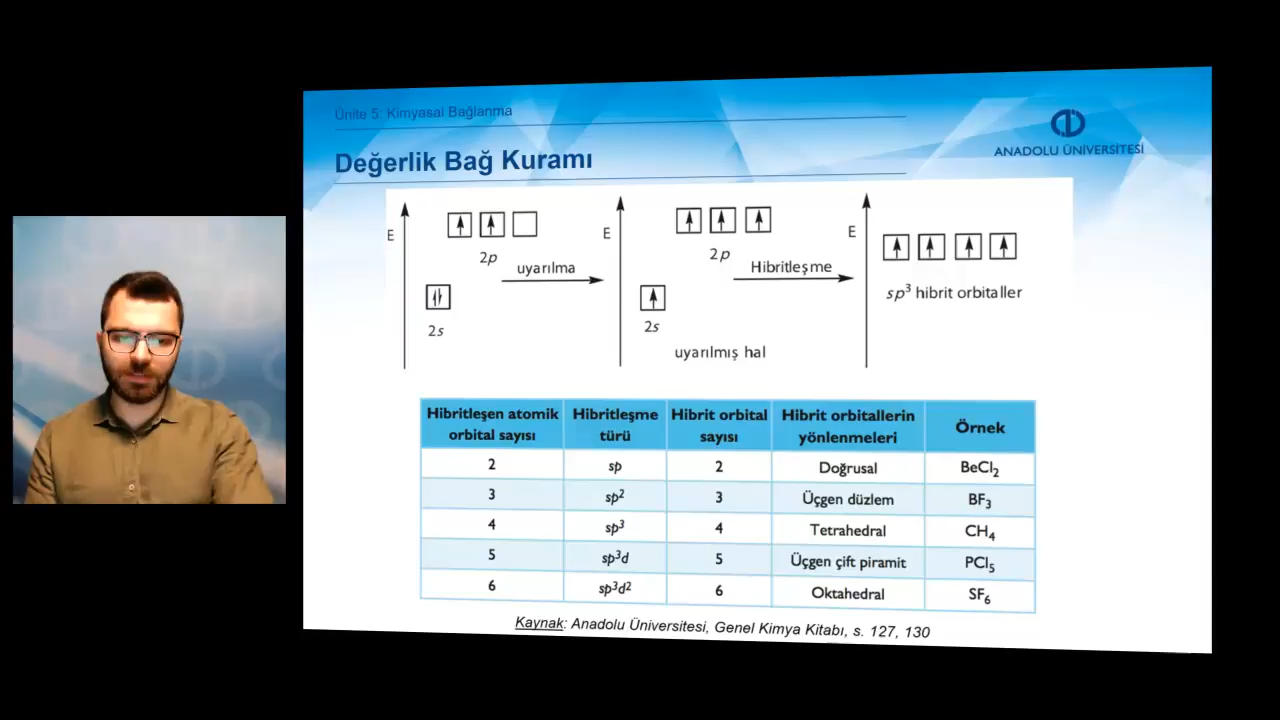 Ünite 5: Kimyasal Bağlanma
ANADOLU ÜNİVERSİTESİ
Değerlik Bağ Kuramı
E
2p
uyarılma
2s
E
2p
Hibritleşme
2s
uyarılmış hal
E
sp³ hibrit orbitaller
Hibritleşen atomik orbital sayısı Hibritleşme türü Hibrit orbital sayısı Hibrit orbitallerin yönlenmeleri Örnek
2 sp 2 Doğrusal BeCl₂
3 sp² 3 Üçgen düzlem BF₃
4 sp³ 4 Tetrahedral CH₄
5 sp³d 5 Üçgen çift piramit PCl₅
6 sp³d² 6 Oktahedral SF₆
Kaynak: Anadolu Üniversitesi, Genel Kimya Kitabı, s. 127, 130